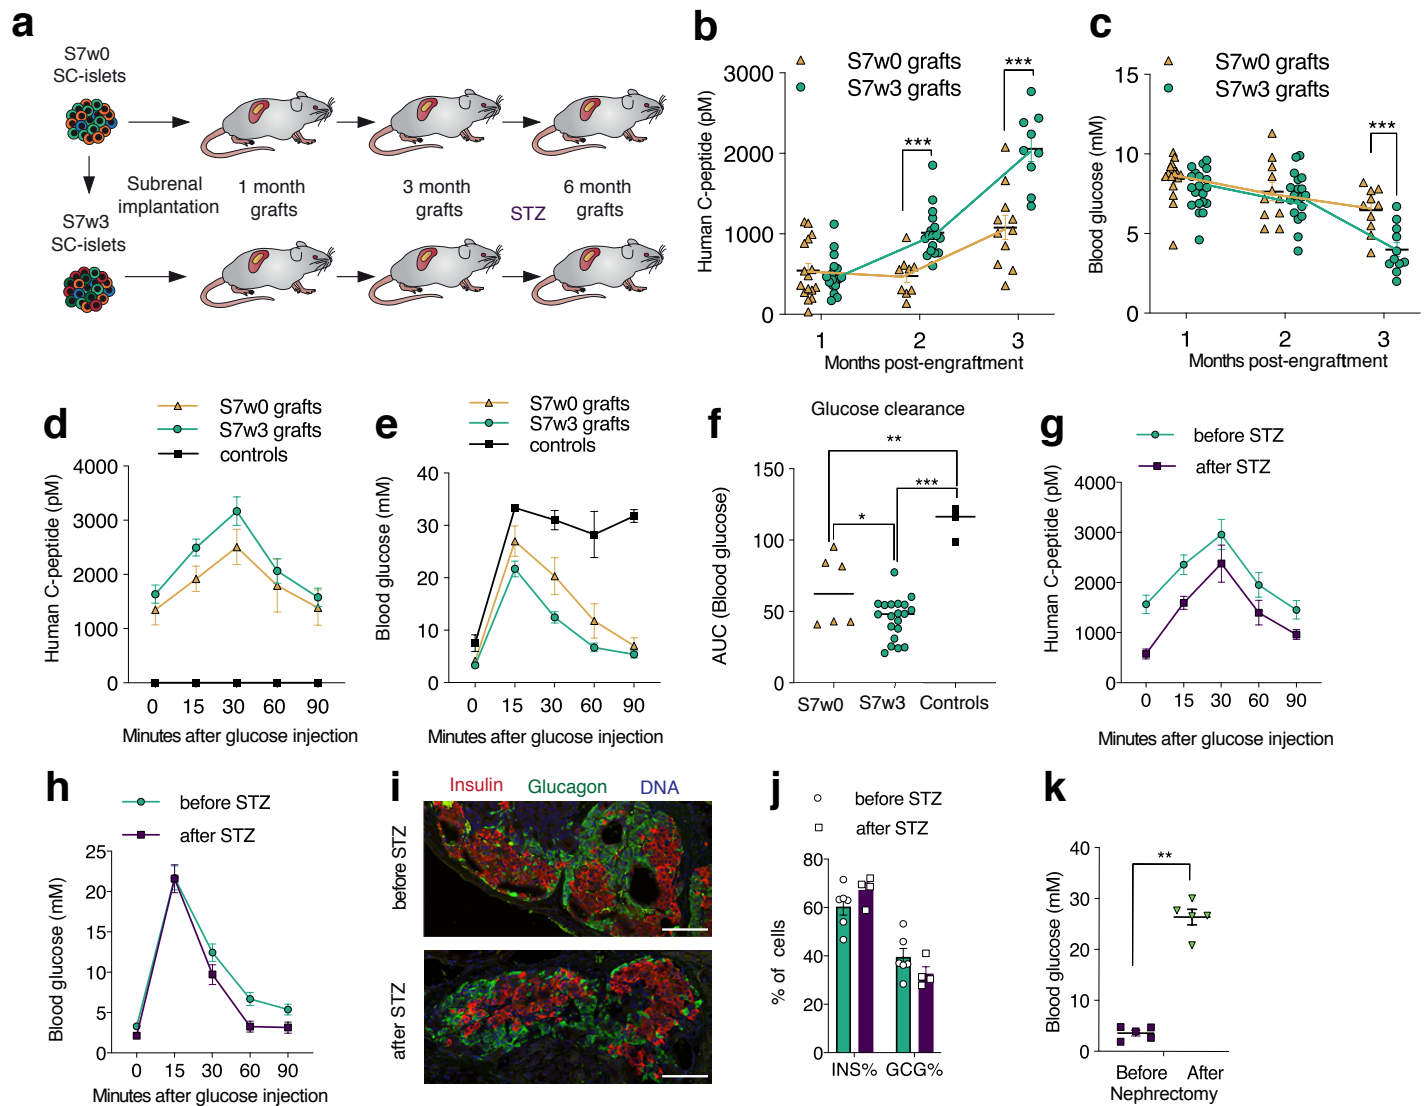 a
S7w0
SC-islets
Subrenal
implantation
1 month
grafts
3 month
grafts
STZ
6 month
grafts
S7w3
SC-islets
b
S7w0 grafts
S7w3 grafts
***
***
Human C-peptide (pM)
3000
2000
1000
0
1
2
3
Months post-engraftment
c
S7w0 grafts
S7w3 grafts
***
Blood glucose (mM)
15
10
5
0
1
2
3
Months post-engraftment
d
S7w0 grafts
S7w3 grafts
controls
Human C-peptide (pM)
4000
3000
2000
1000
0
0 15 30 60 90
Minutes after glucose injection
e
S7w0 grafts
S7w3 grafts
controls
Blood glucose (mM)
40
30
20
10
0
0 15 30 60 90
Minutes after glucose injection
f
Glucose clearance
**
***
*
AUC (Blood glucose)
150
100
50
0
S7w0 S7w3 Controls
g
before STZ
after STZ
Human C-peptide (pM)
4000
3000
2000
1000
0
0 15 30 60 90
Minutes after glucose injection
h
before STZ
after STZ
Blood glucose (mM)
25
20
15
10
5
0
0 15 30 60 90
Minutes after glucose injection
i
Insulin Glucagon DNA
before STZ
after STZ
j
before STZ
after STZ
% of cells
80
60
40
20
0
INS% GCG%
k
**
Blood glucose (mM)
40
30
20
10
0
Before After
Nephrectomy